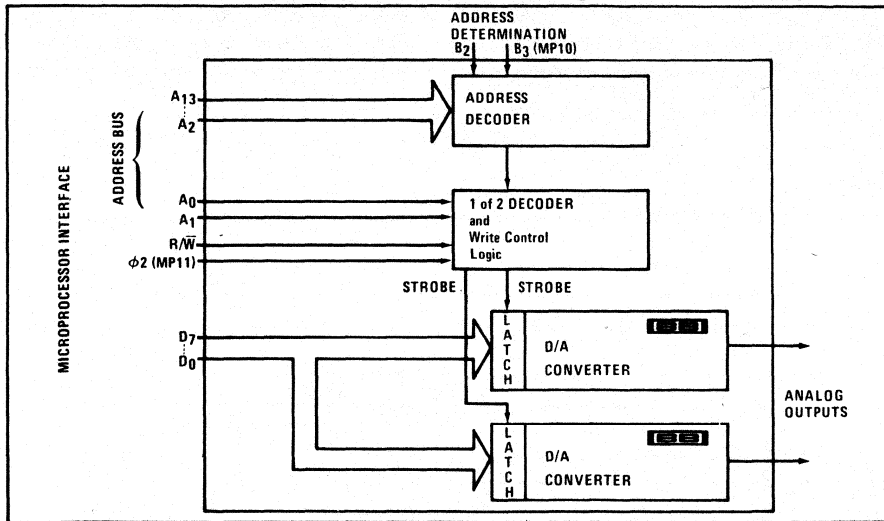 ADDRESS
DETERMINATION
B2 B3 (MP10)
A13
A2
ADDRESS
DECODER
ADDRESS BUS
MICROPROCESSOR INTERFACE
A0
A1
R/W̅
ϕ2 (MP11)
1 of 2 DECODER
and
Write Control
Logic
STROBE STROBE
D7
D0
LATCH
D/A
CONVERTER
ANALOG
OUTPUTS
LATCH
D/A
CONVERTER